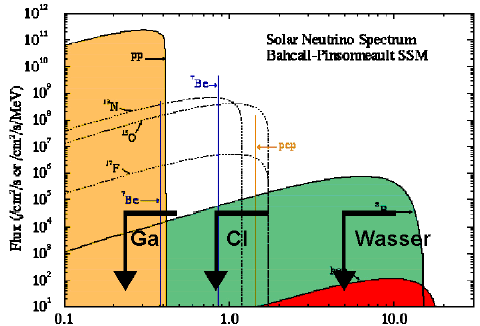 Solar Neutrino Spectrum
Bahcall-Pinsonneault SSM
Flux (/cm²/s or /cm²/s/MeV)
10¹²
10¹¹
10¹⁰
10⁹
10⁸
10⁷
10⁶
10⁵
10⁴
10³
10²
10¹
pp
⁷Be
¹³N
¹⁵O
pep
¹⁷F
⁷Be
Ga
Cl
Wasser
0.1
1.0
10.0